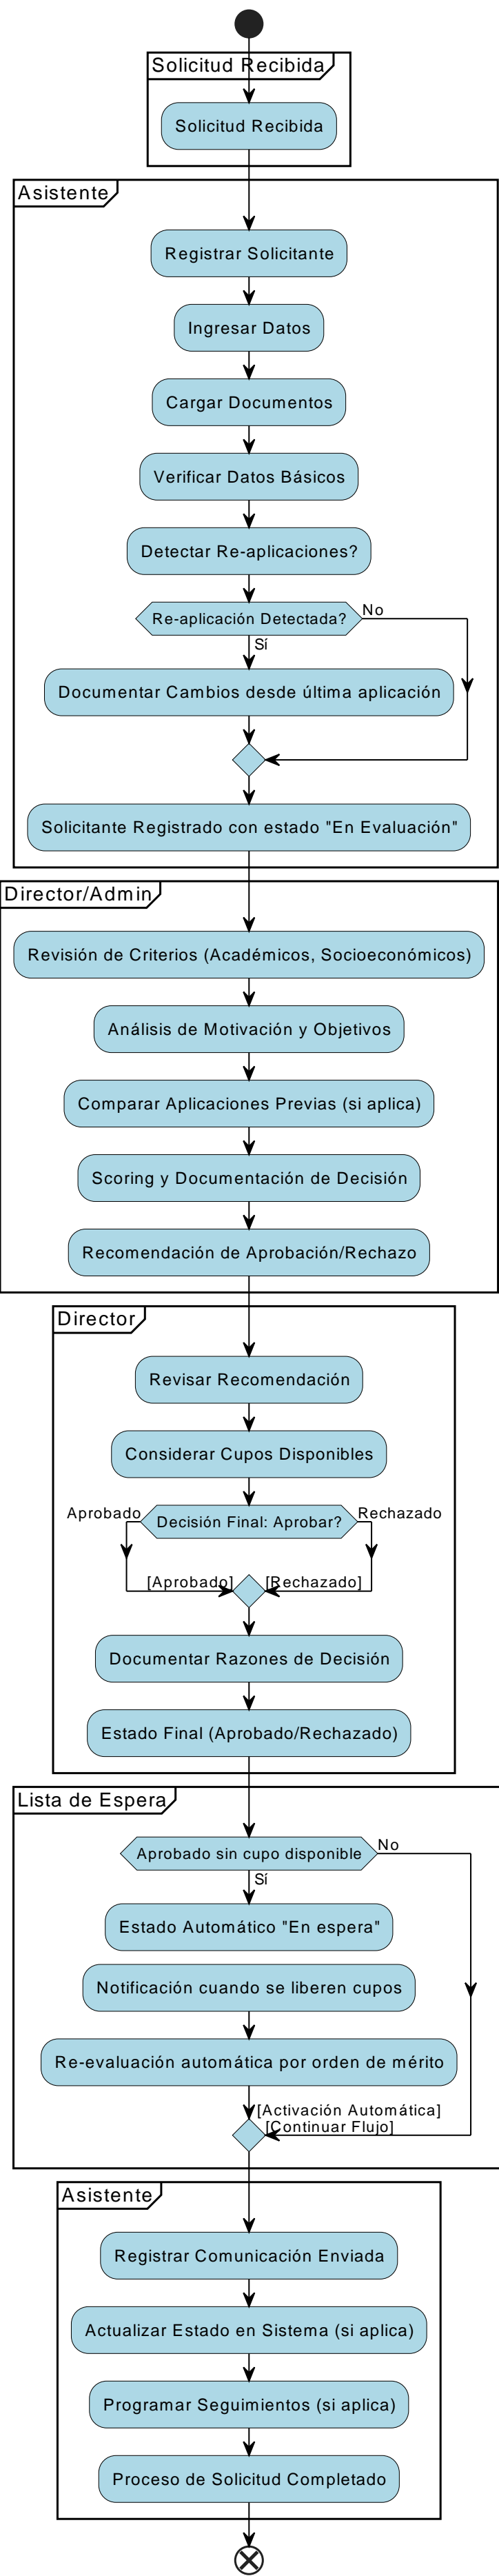 Solicitud Recibida
Solicitud Recibida
Asistente
Registrar Solicitante
Ingresar Datos
Cargar Documentos
Verificar Datos Básicos
Detectar Re-aplicaciones?
Re-aplicación Detectada?
No
Sí
Documentar Cambios desde última aplicación
Solicitante Registrado con estado "En Evaluación"
Director/Admin
Revisión de Criterios (Académicos, Socioeconómicos)
Análisis de Motivación y Objetivos
Comparar Aplicaciones Previas (si aplica)
Scoring y Documentación de Decisión
Recomendación de Aprobación/Rechazo
Director
Revisar Recomendación
Considerar Cupos Disponibles
Aprobado
Decisión Final: Aprobar?
Rechazado
[Aprobado]
[Rechazado]
Documentar Razones de Decisión
Estado Final (Aprobado/Rechazado)
Lista de Espera
Aprobado sin cupo disponible
No
Sí
Estado Automático "En espera"
Notificación cuando se liberen cupos
Re-evaluación automática por orden de mérito
[Activación Automática]
[Continuar Flujo]
Asistente
Registrar Comunicación Enviada
Actualizar Estado en Sistema (si aplica)
Programar Seguimientos (si aplica)
Proceso de Solicitud Completado